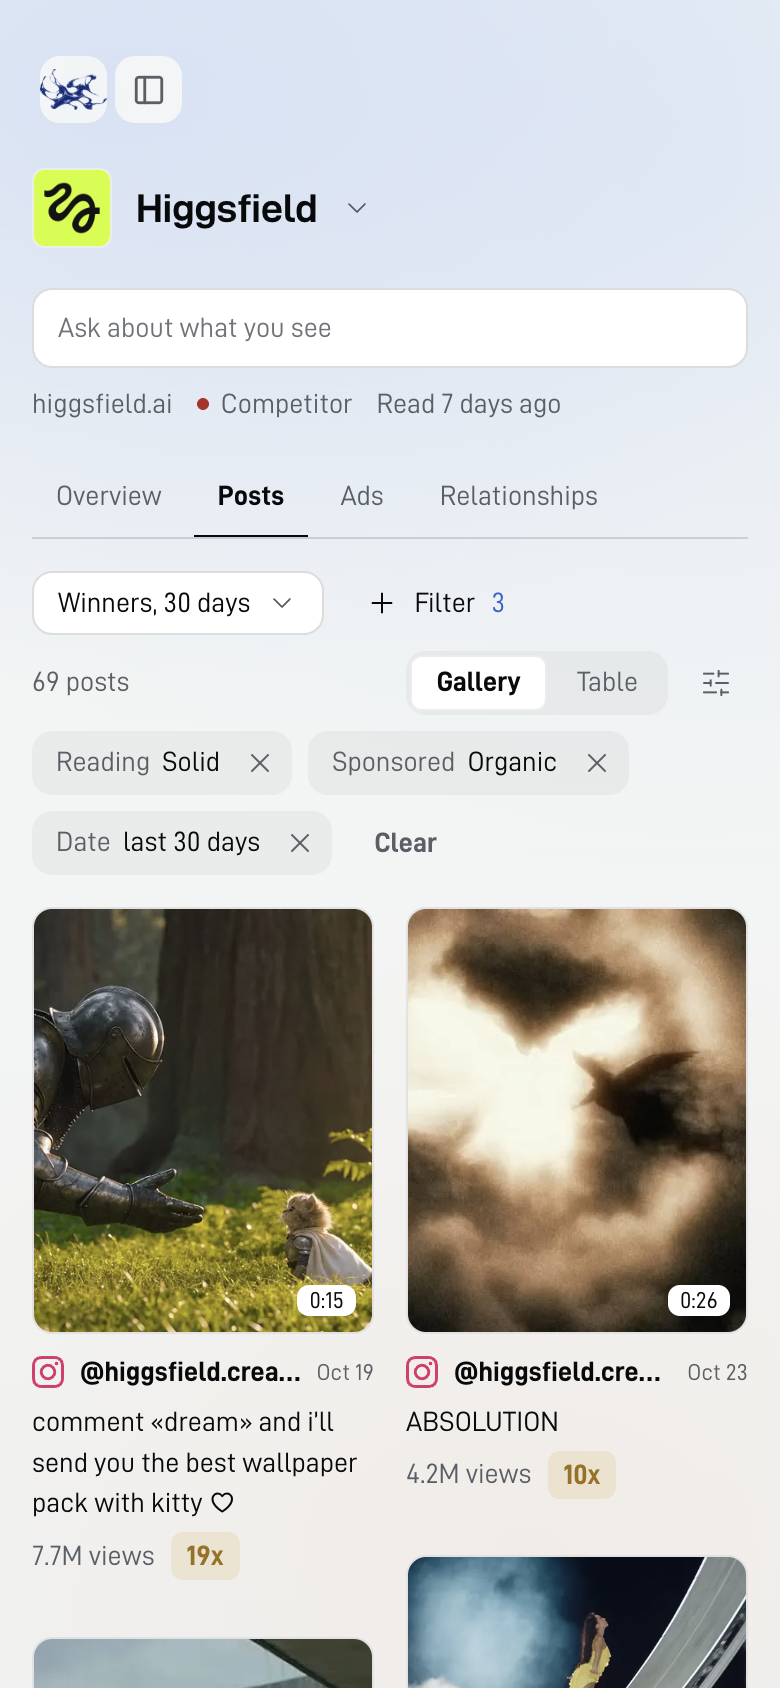 Higgsfield
Ask about what you see
higgsfield.ai Competitor Read 7 days ago
Overview Posts Ads Relationships
Winners, 30 days Filter 3
69 posts Gallery Table
Reading Solid Sponsored Organic
Date last 30 days Clear
0:15
0:26
@higgsfield.crea... Oct 19
comment «dream» and i'll
send you the best wallpaper
pack with kitty ♡
7.7M views 19x
@higgsfield.cre... Oct 23
ABSOLUTION
4.2M views 10x